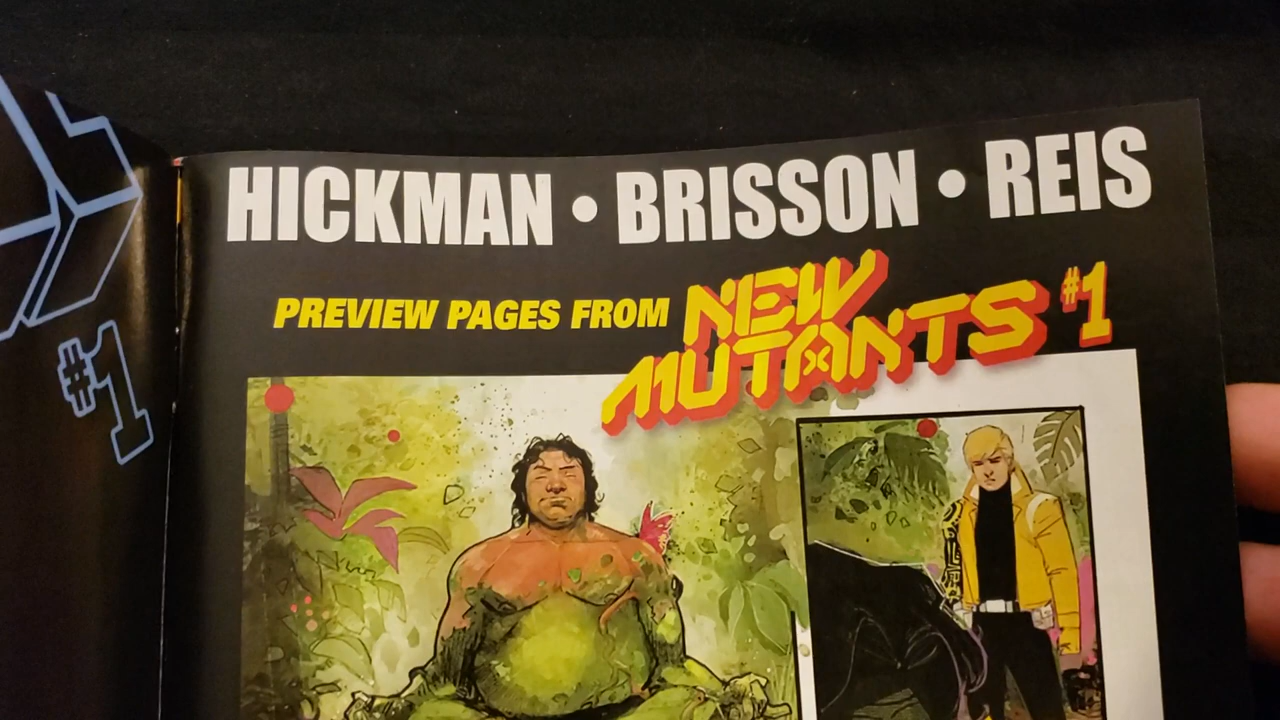 #1
HICKMAN • BRISSON • REIS
PREVIEW PAGES FROM NEW MUTANTS #1